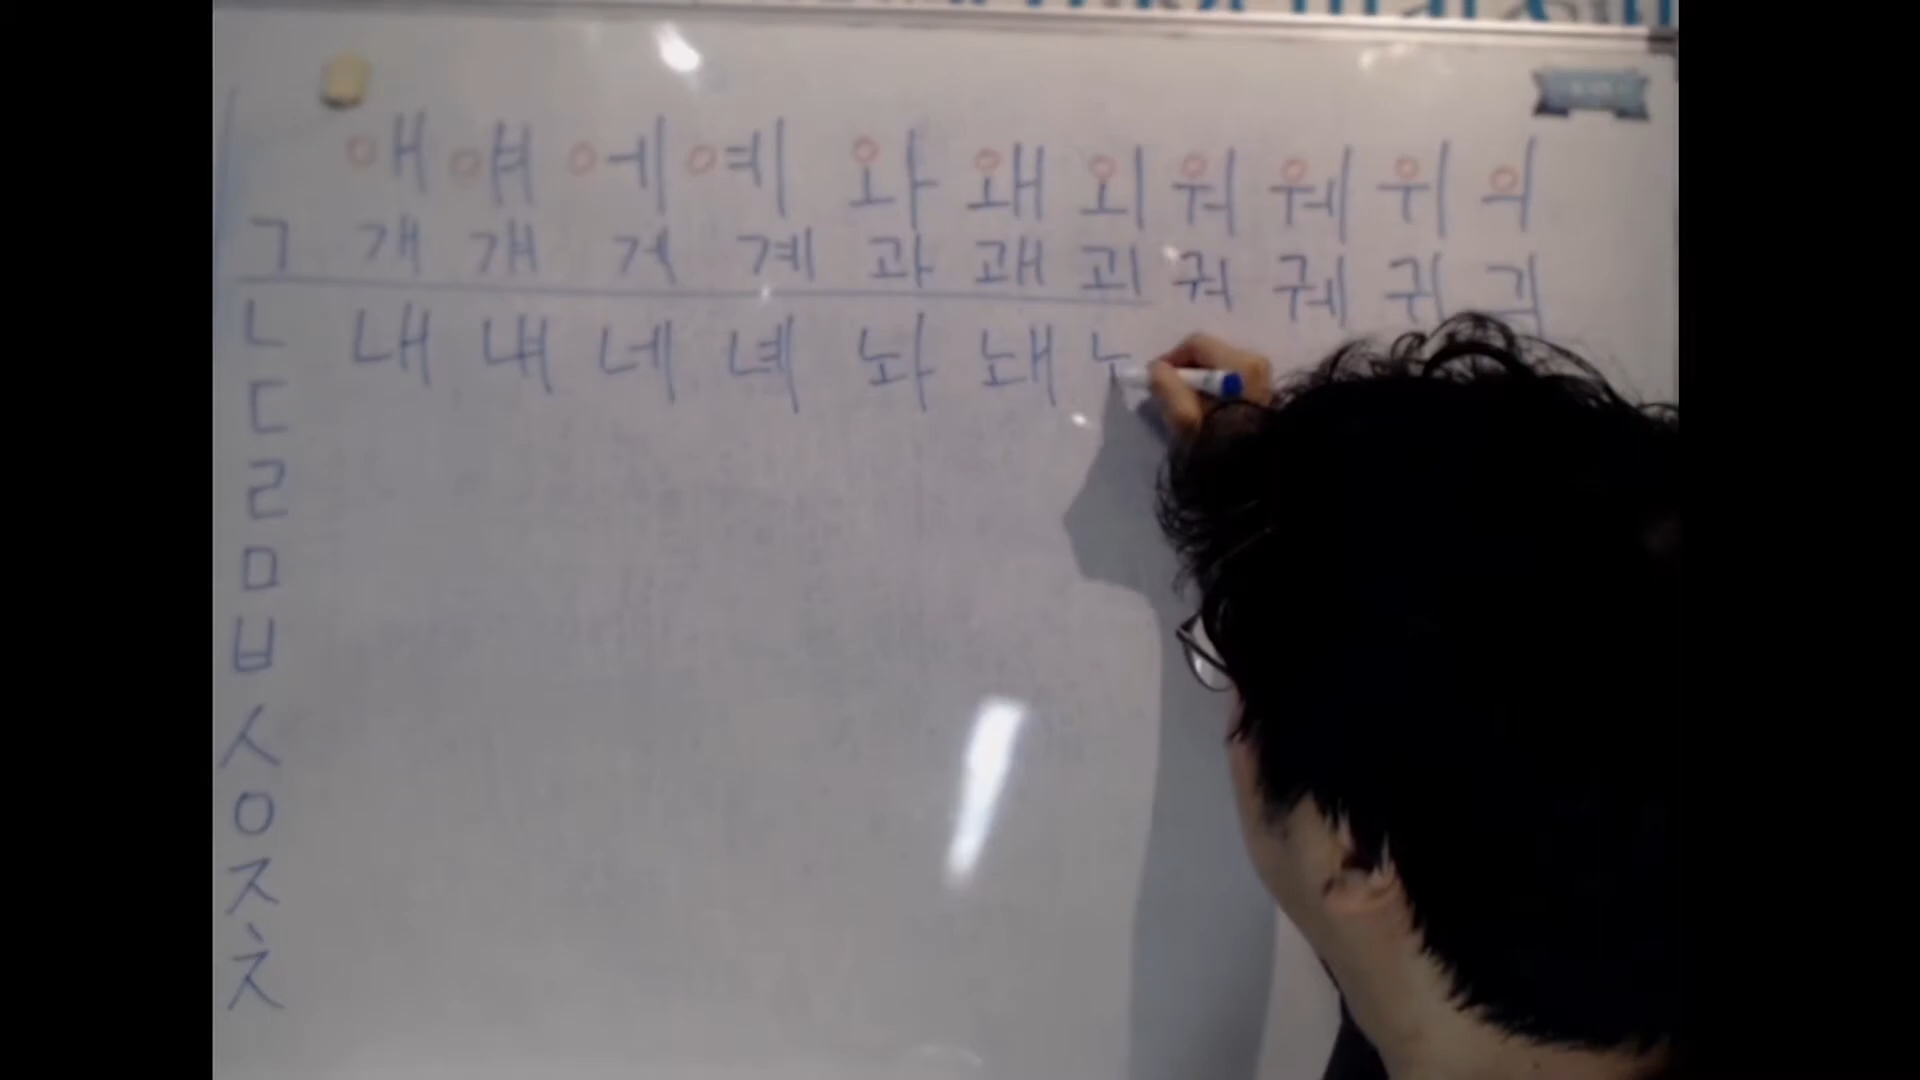 애 얘 에 예 와 왜 외 워 웨 위 의
ㄱ 개 걔 게 계 과 괘 괴 궈 궤 귀 긔
ㄴ 내 냬 네 녜 놔 놰 노
ㄷ
ㄹ
ㅁ
ㅂ
ㅅ
ㅇ
ㅈ
ㅊ